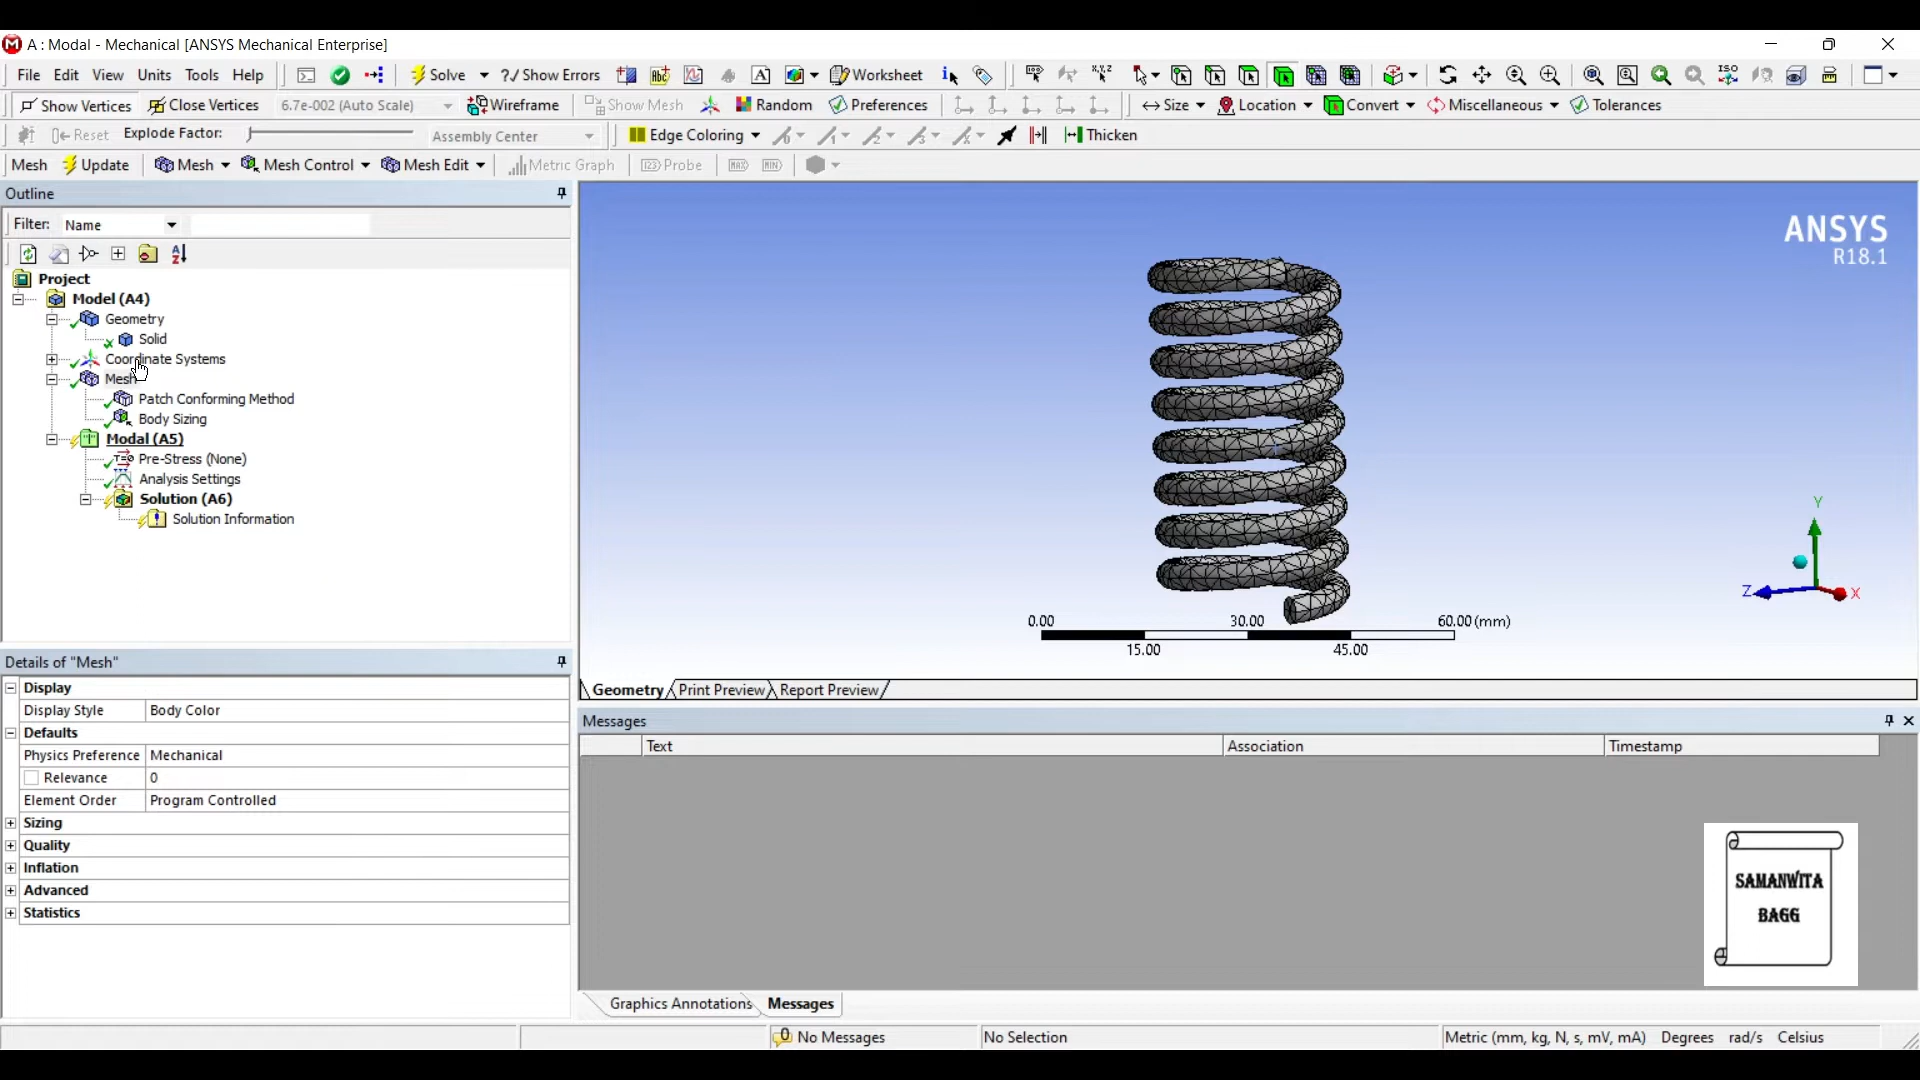 A : Modal - Mechanical [ANSYS Mechanical Enterprise]
File Edit View Units Tools Help Solve ?/ Show Errors Worksheet
Show Vertices Close Vertices 6.7e-002 (Auto Scale) Wireframe Show Mesh Random Preferences Size Location Convert Miscellaneous Tolerances
Reset Explode Factor: Assembly Center Edge Coloring Thicken
Mesh Update Mesh Mesh Control Mesh Edit Metric Graph Probe MAX MIN
Outline
Filter: Name
Project
Model (A4)
Geometry
Solid
Coordinate Systems
Mesh
Patch Conforming Method
Body Sizing
Modal (A5)
Pre-Stress (None)
Analysis Settings
Solution (A6)
Solution Information
ANSYS
R18.1
Y
Z
X
0.00 30.00 60.00 (mm)
15.00 45.00
Geometry Print Preview Report Preview
Details of "Mesh"
Display
Display Style Body Color
Defaults
Physics Preference Mechanical
Relevance 0
Element Order Program Controlled
Sizing
Quality
Inflation
Advanced
Statistics
Messages
Text Association Timestamp
SAMANWITA
BAGG
Graphics Annotations Messages
0 No Messages No Selection Metric (mm, kg, N, s, mV, mA) Degrees rad/s Celsius